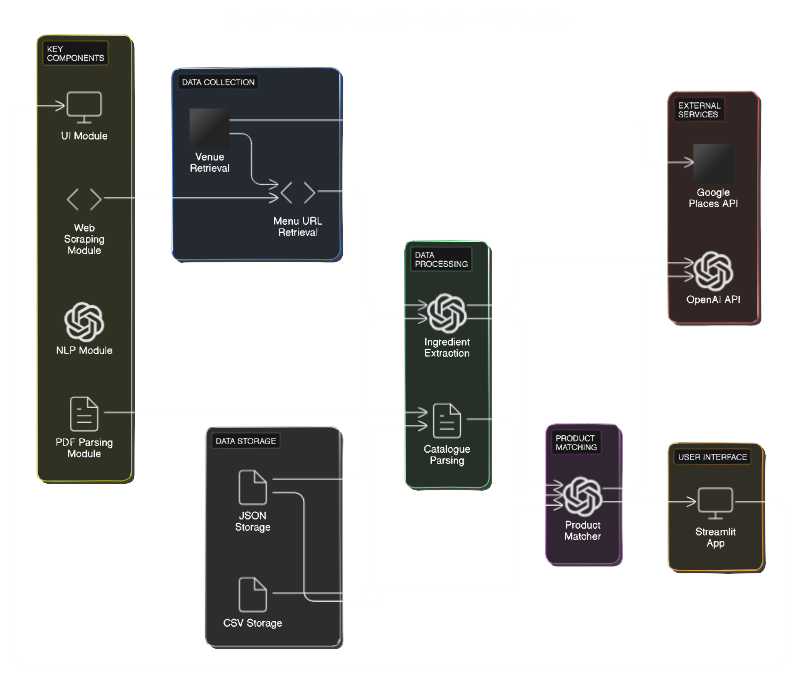 KEY
COMPONENTS
UI Module
Web
Soraping
Module
NLP Module
PDF Parsing
Module
DATA COLLECTION
Venue
Retrieval
Menu URL
Retrieval
DATA STORAGE
JSON
Storage
CSV Storage
DATA
PROCESSING
Ingredient
Extraotion
Catalogue
Parsing
PRODUCT
MATCHING
Product
Matcher
EXTERNAL
SERVICES
Google
Places API
OpenAI API
USER INTERFACE
Streamlit
App